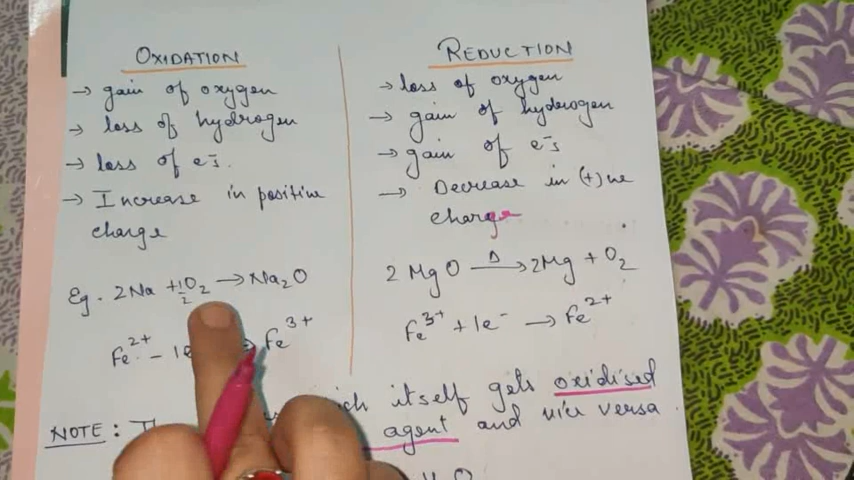 OXIDATION
→ gain of oxygen
→ loss of hydrogen
→ loss of e⁻s.
→ Increase in positive
charge
Eg. 2Na + ½O₂ → Na₂O
Fe²⁺ - 1e → Fe³⁺
REDUCTION
→ loss of oxygen
→ gain of hydrogen
→ gain of e⁻s
→ Decrease in (+)ve
charge
2 MgO —Δ→ 2Mg + O₂
Fe³⁺ + 1e⁻ → Fe²⁺
NOTE: itself gets oxidised
agent and vice versa.